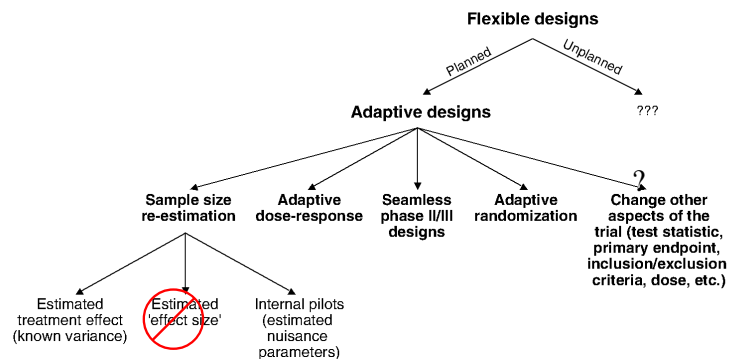 Flexible designs
Planned
Unplanned
Adaptive designs
???
?
Sample size
re-estimation
Adaptive
dose-response
Seamless
phase II/III
designs
Adaptive
randomization
Change other
aspects of the
trial (test statistic,
primary endpoint,
inclusion/exclusion
criteria, dose, etc.)
Estimated
treatment effect
(known variance)
Estimated
'effect size'
Internal pilots
(estimated
nuisance
parameters)